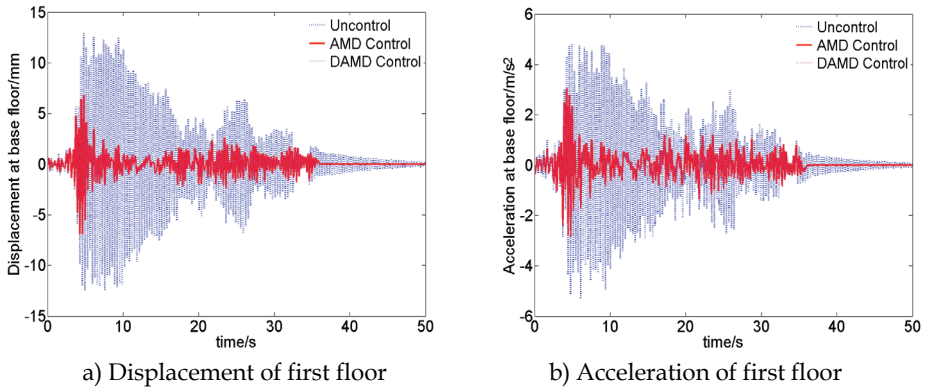 Uncontrol
AMD Control
DAMD Control
Displacement at base floor/mm
15
10
5
0
-5
-10
-15
0
10
20
30
40
50
time/s
a) Displacement of first floor
Uncontrol
AMD Control
DAMD Control
Acceleration at base floor/m/s²
6
4
2
0
-2
-4
-6
0
10
20
30
40
50
time/s
b) Acceleration of first floor